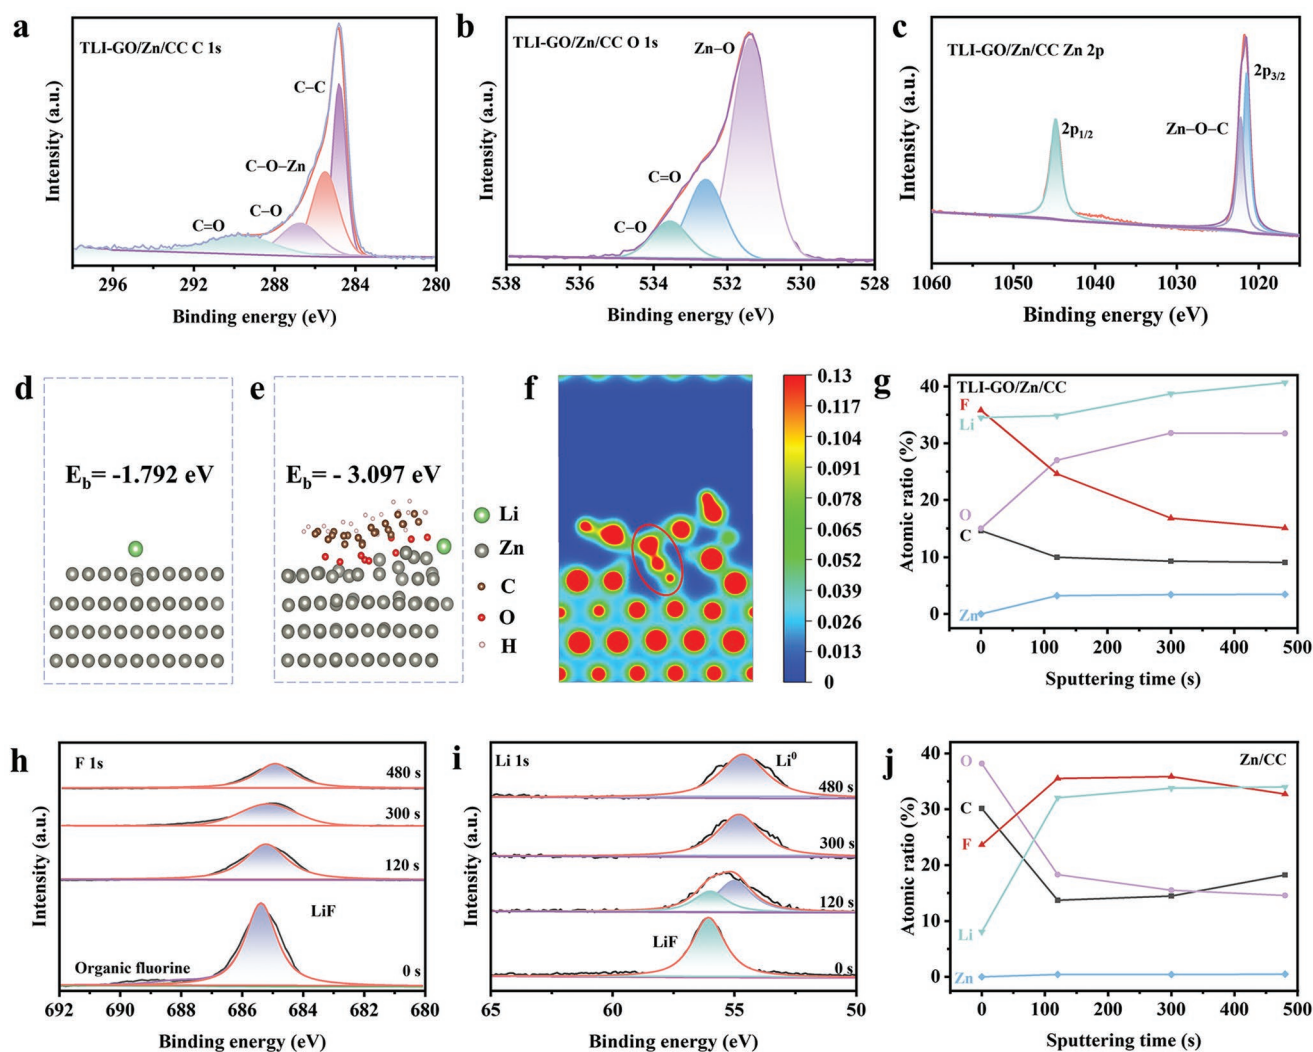 a
TLI-GO/Zn/CC C 1s
C–C
C–O–Zn
C–O
C=O
Intensity (a.u.)
296 292 288 284 280
Binding energy (eV)
b
TLI-GO/Zn/CC O 1s
Zn–O
C=O
C–O
Intensity (a.u.)
538 536 534 532 530 528
Binding energy (eV)
c
TLI-GO/Zn/CC Zn 2p
2p3/2
Zn–O–C
2p1/2
Intensity (a.u.)
1060 1050 1040 1030 1020
Binding energy (eV)
d
Eb= -1.792 eV
e
Eb= - 3.097 eV
Li
Zn
C
O
H
f
0.13
0.117
0.104
0.091
0.078
0.065
0.052
0.039
0.026
0.013
0
g
TLI-GO/Zn/CC
F
Li
O
C
Zn
Atomic ratio (%)
40
30
20
10
0
0 100 200 300 400 500
Sputtering time (s)
h
F 1s
480 s
300 s
120 s
LiF
Organic fluorine
0 s
Intensity (a.u.)
692 690 688 686 684 682 680
Binding energy (eV)
i
Li 1s
Li0
480 s
300 s
120 s
LiF
0 s
Intensity (a.u.)
65 60 55 50
Binding energy (eV)
j
Zn/CC
O
C
F
Li
Zn
Atomic ratio (%)
40
30
20
10
0
0 100 200 300 400 500
Sputtering time (s)